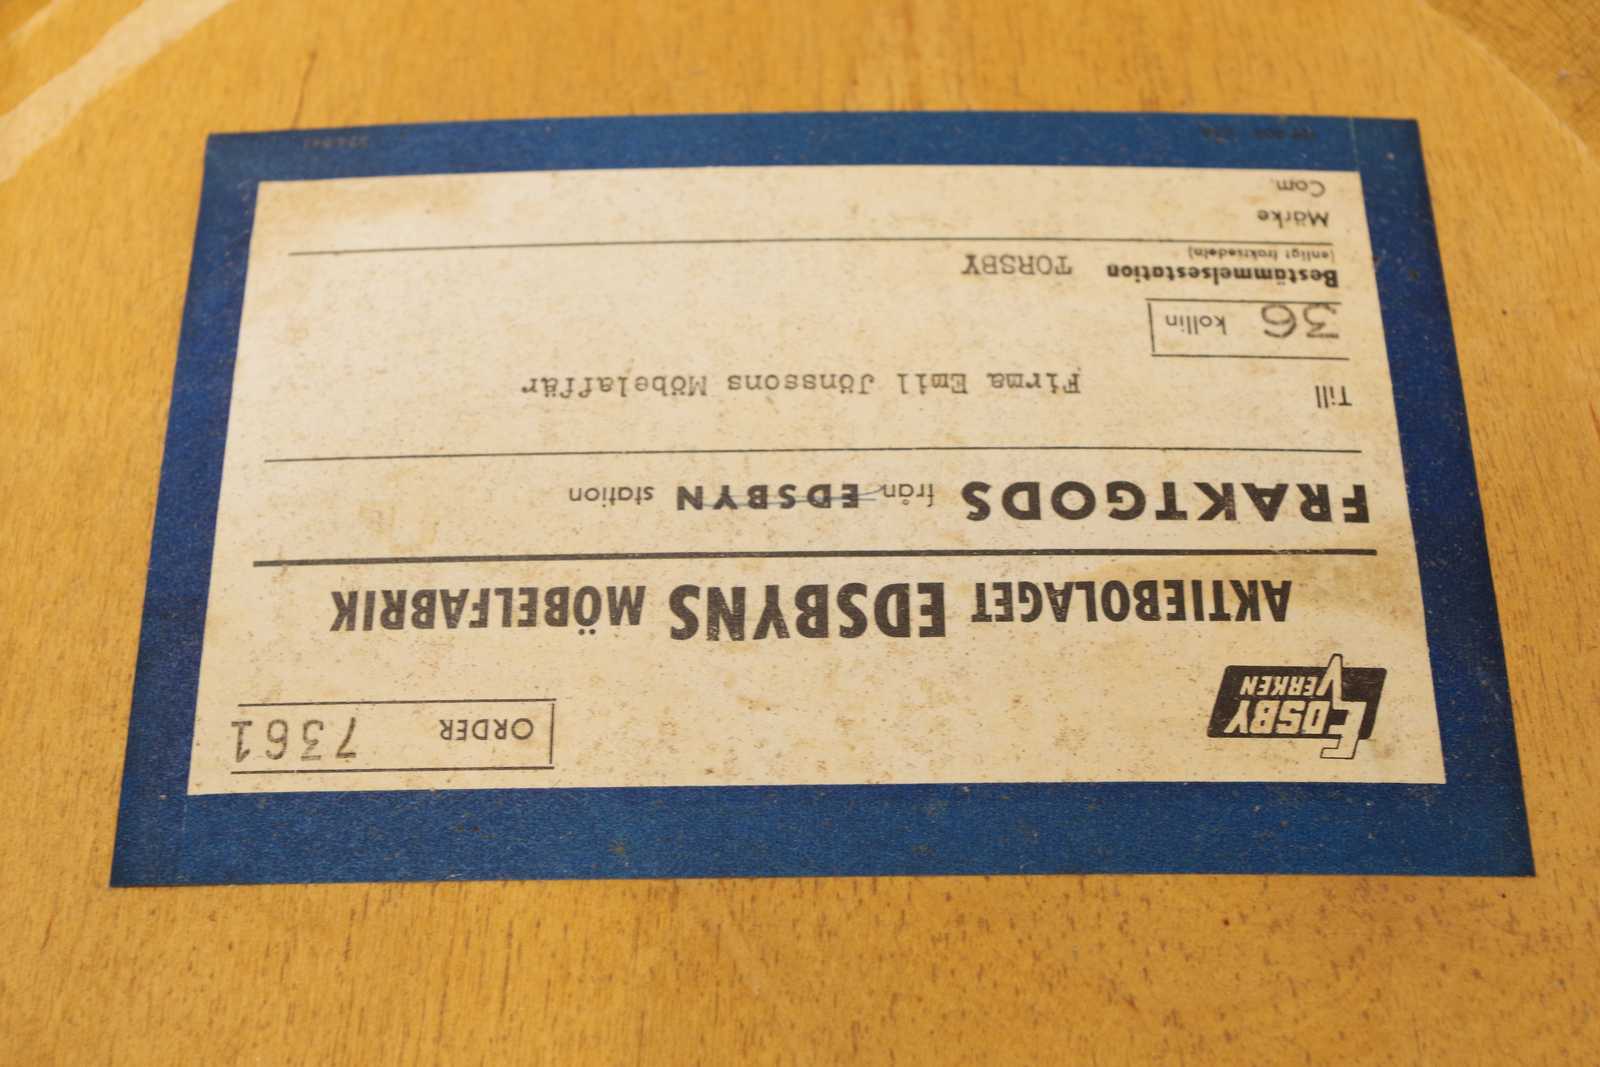 EDSBY VERKEN
ORDER 7361
AKTIEBOLAGET EDSBYNS MÖBELFABRIK
FRAKTGODS från EDSBYN station
Till Firma Emil Jönssons Möbelaffär
36 kollin
Bestämmelsestation TORSBY
(enligt fraktsedeln)
Märke
Com.